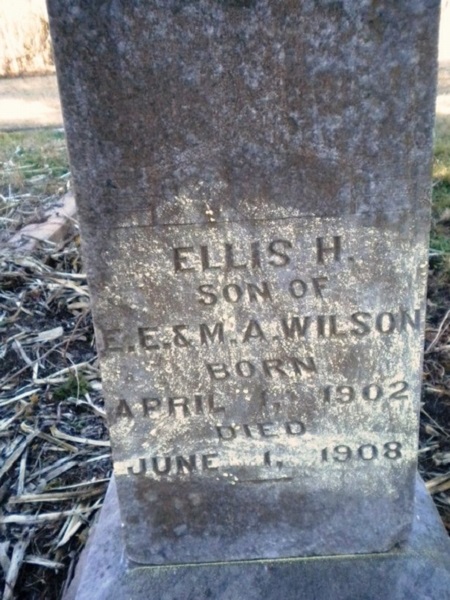 ELLIS H.
SON OF
E.E.&M.A.WILSON
BORN
APRIL 1, 1902
DIED
JUNE 1, 1908